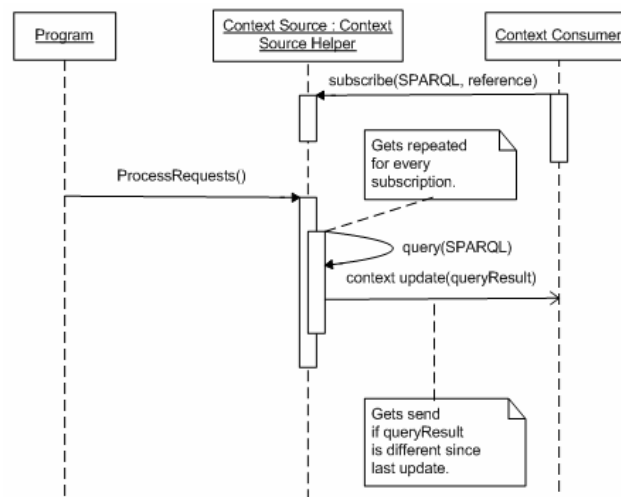 Program
Context Source : Context
Source Helper
Context Consumer
subscribe(SPARQL, reference)
Gets repeated
for every
subscription.
ProcessRequests()
query(SPARQL)
context update(queryResult)
Gets send
if queryResult
is different since
last update.